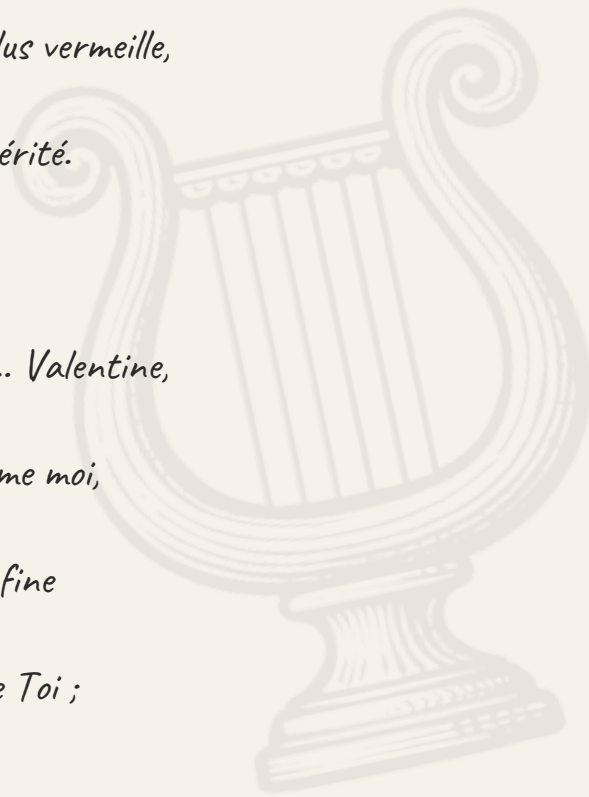 lus vermeille,
érité.
.. Valentine,
me moi,
fine
e Toi ;